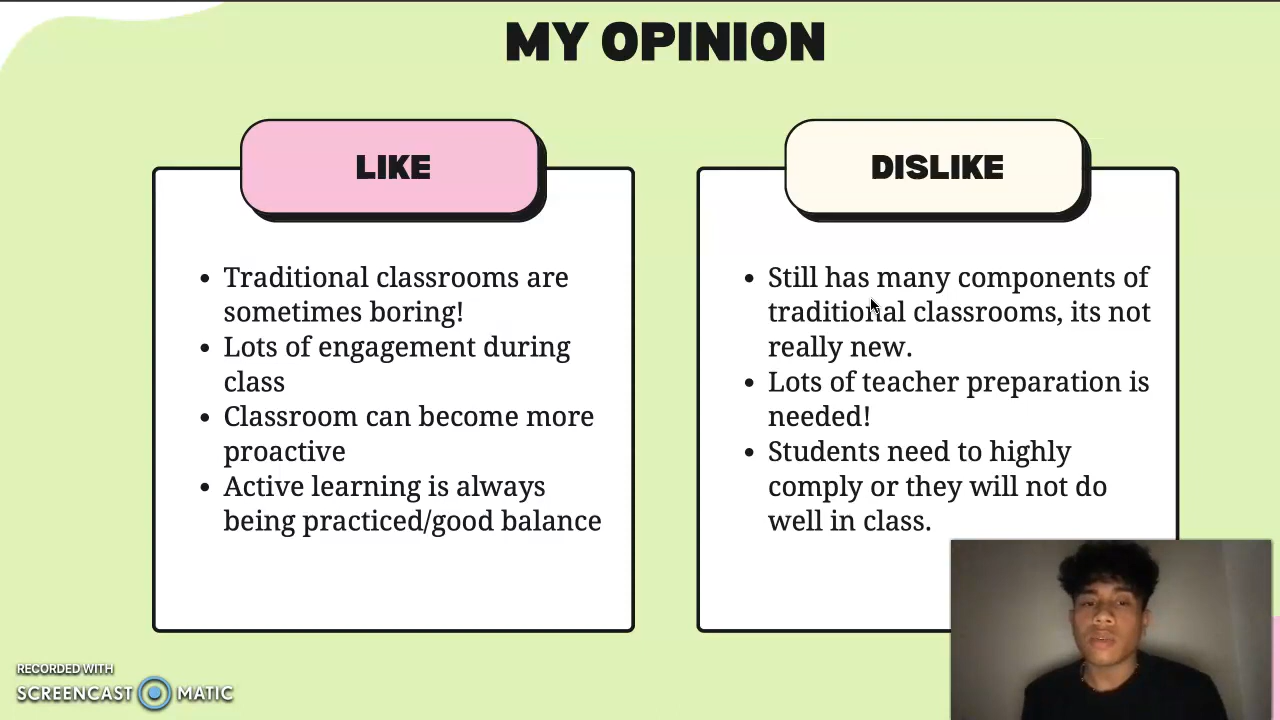 MY OPINION
LIKE
• Traditional classrooms are
sometimes boring!
• Lots of engagement during
class
• Classroom can become more
proactive
• Active learning is always
being practiced/good balance
DISLIKE
• Still has many components of
traditional classrooms, its not
really new.
• Lots of teacher preparation is
needed!
• Students need to highly
comply or they will not do
well in class.
RECORDED WITH
SCREENCAST MATIC